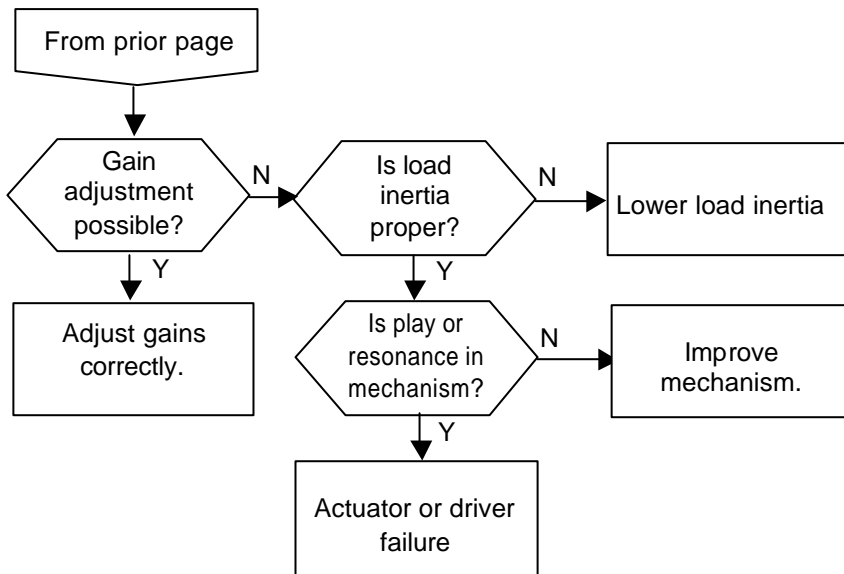 From prior page
Gain
adjustment
possible?
N
Is load
inertia
proper?
N
Lower load inertia
Y
Y
Adjust gains
correctly.
Is play or
resonance in
mechanism?
N
Improve
mechanism.
Y
Actuator or driver
failure